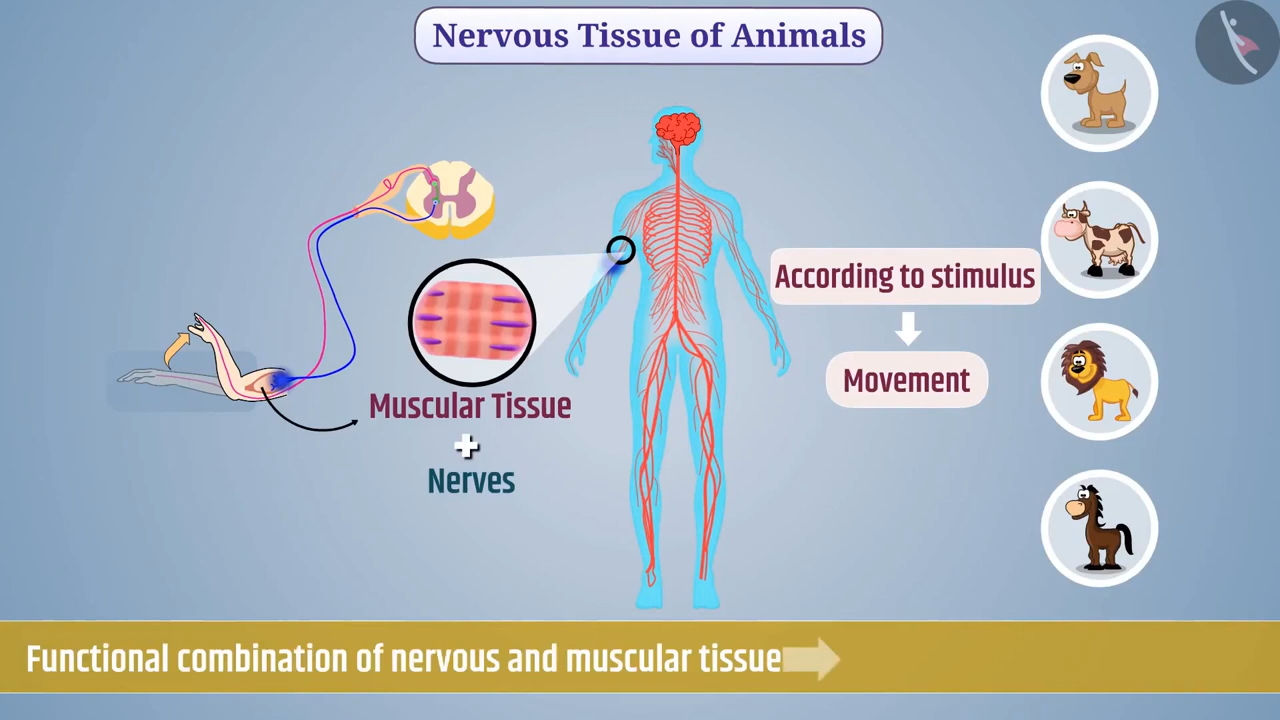 Nervous Tissue of Animals
According to stimulus
Movement
Muscular Tissue
+
Nerves
Functional combination of nervous and muscular tissue